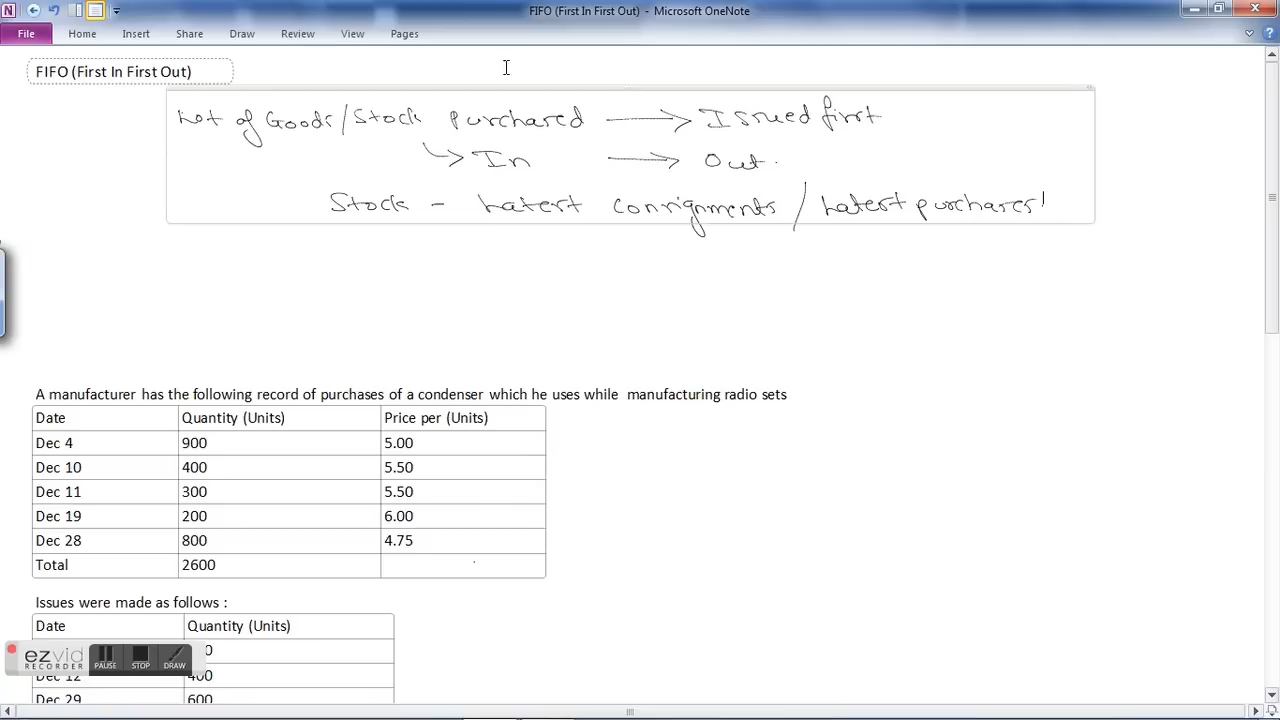 FIFO (First In First Out) - Microsoft OneNote
File Home Insert Share Draw Review View Pages
FIFO (First In First Out)
Lot of Goods/Stock purchased → Issued first
↳ In → Out.
Stock - Latest consignments / Latest purchases
A manufacturer has the following record of purchases of a condenser which he uses while manufacturing radio sets
Date Quantity (Units) Price per (Units)
Dec 4 900 5.00
Dec 10 400 5.50
Dec 11 300 5.50
Dec 19 200 6.00
Dec 28 800 4.75
Total 2600
Issues were made as follows :
Date Quantity (Units)
ezvid
RECORDER
PAUSE STOP DRAW
Dec 12 400
Dec 29 600